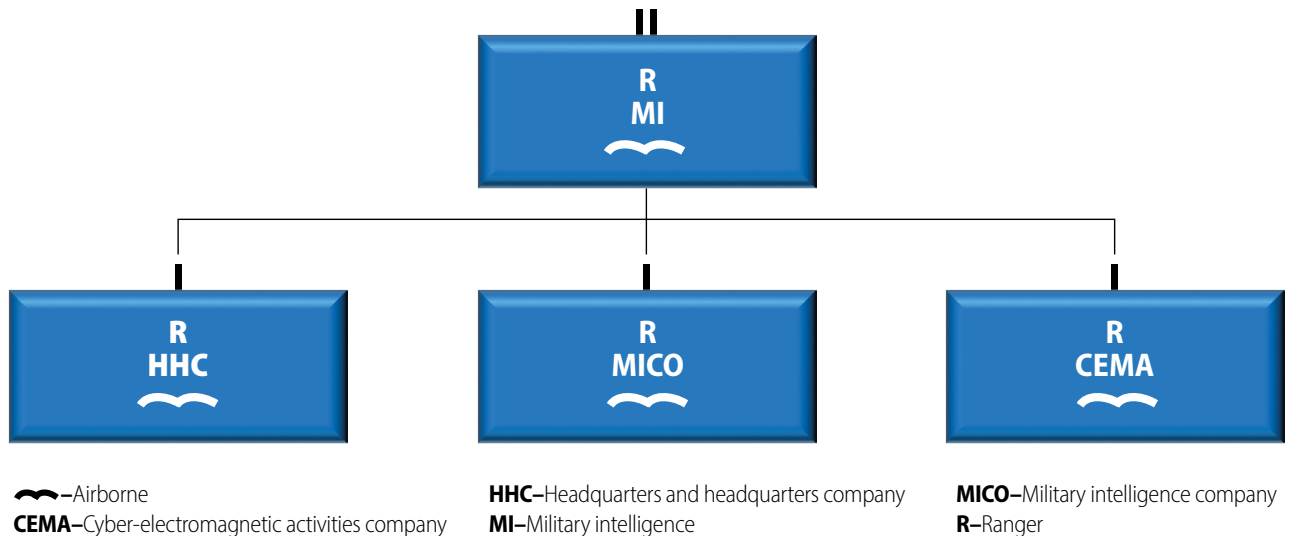 R
MI
R
HHC
R
MICO
R
CEMA
–Airborne
CEMA–Cyber-electromagnetic activities company
HHC–Headquarters and headquarters company
MI–Military intelligence
MICO–Military intelligence company
R–Ranger